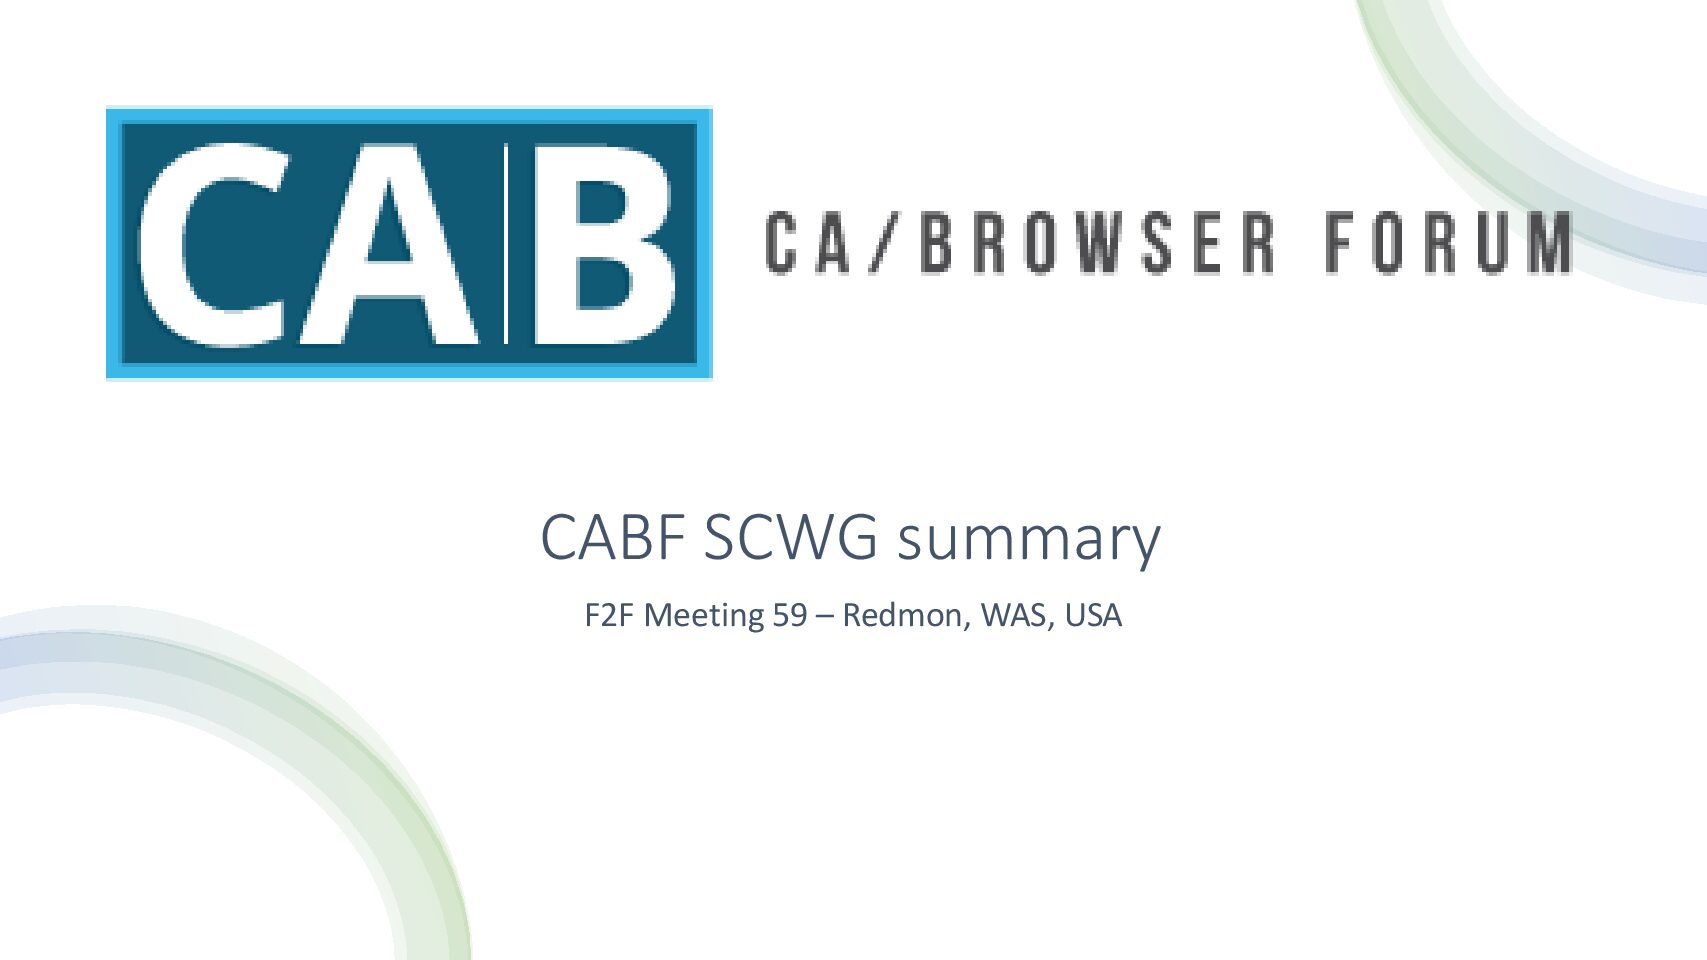 CA|B
CA/BROWSER FORUM
CABF SCWG summary
F2F Meeting 59 – Redmon, WAS, USA